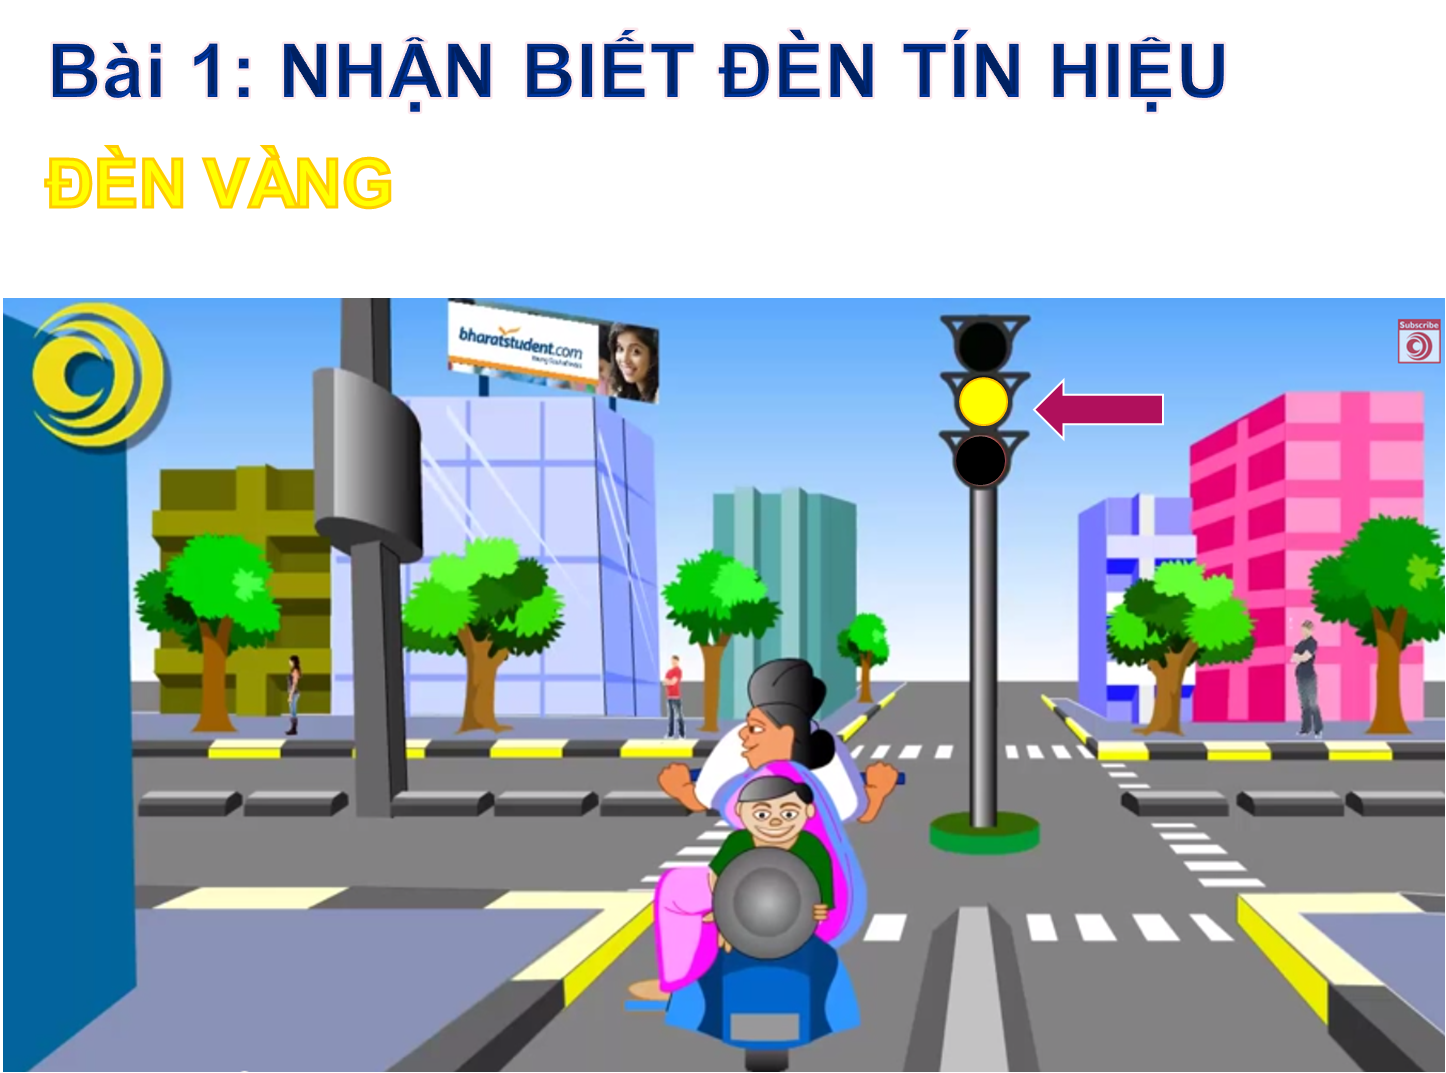 Bài 1: NHẬN BIẾT ĐÈN TÍN HIỆU
ĐÈN VÀNG
bharatstudent.com
Subscribe